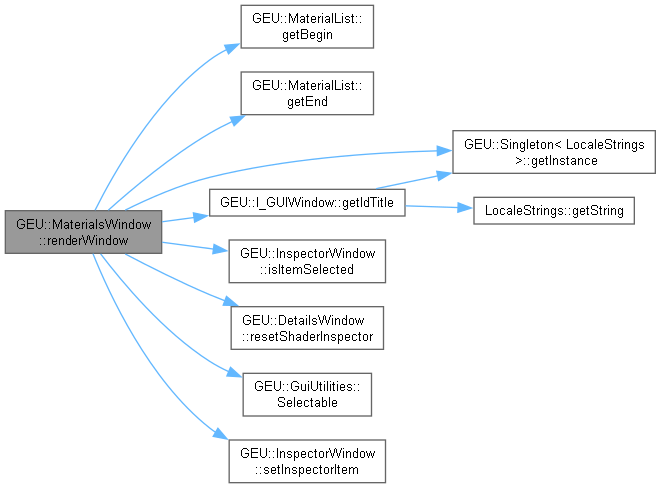 GEU::MaterialList::
getBegin
GEU::MaterialList::
getEnd
GEU::Singleton< LocaleStrings
>::getInstance
GEU::I_GUIWindow::getIdTitle
LocaleStrings::getString
GEU::MaterialsWindow
::renderWindow
GEU::InspectorWindow
::isItemSelected
GEU::DetailsWindow
::resetShaderInspector
GEU::GuiUtilities::
Selectable
GEU::InspectorWindow
::setInspectorItem